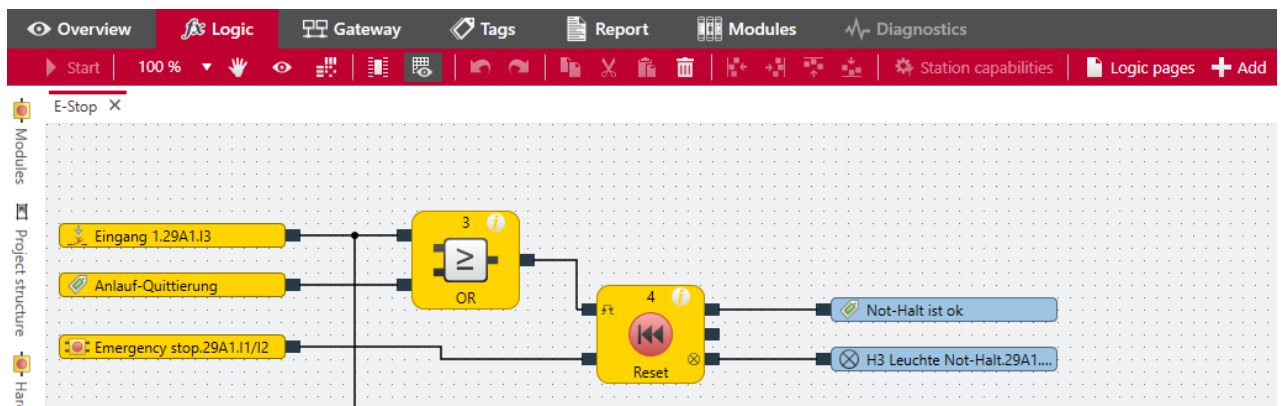 Overview Logic Gateway Tags Report Modules Diagnostics
Start 100 % Station capabilities Logic pages Add
E-Stop
Modules
Project structure
3
Eingang 1.29A1.I3
Anlauf-Quittierung
OR
4
Not-Halt ist ok
Emergency stop.29A1.I1/I2
H3 Leuchte Not-Halt.29A1....
Reset